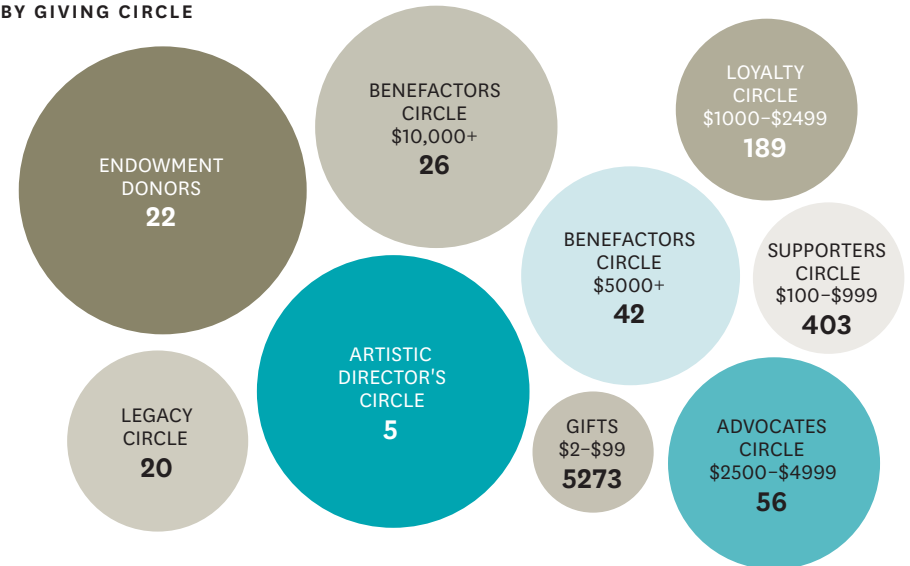 BY GIVING CIRCLE
ENDOWMENT
DONORS
22
BENEFACTORS
CIRCLE
$10,000+
26
LOYALTY
CIRCLE
$1000–$2499
189
BENEFACTORS
CIRCLE
$5000+
42
SUPPORTERS
CIRCLE
$100–$999
403
ARTISTIC
DIRECTOR'S
CIRCLE
5
LEGACY
CIRCLE
20
GIFTS
$2–$99
5273
ADVOCATES
CIRCLE
$2500–$4999
56